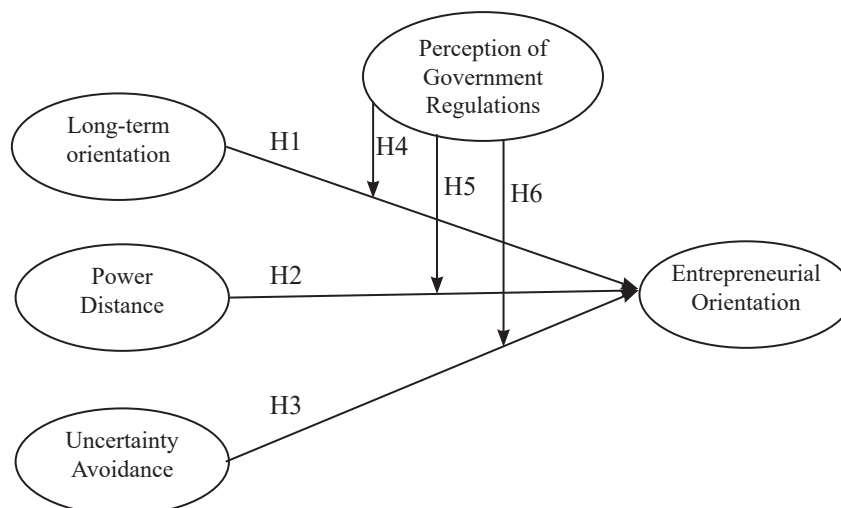 Perception of
Government
Regulations
Long-term
orientation
H1
H4
H5
H6
Power
Distance
H2
Entrepreneurial
Orientation
H3
Uncertainty
Avoidance